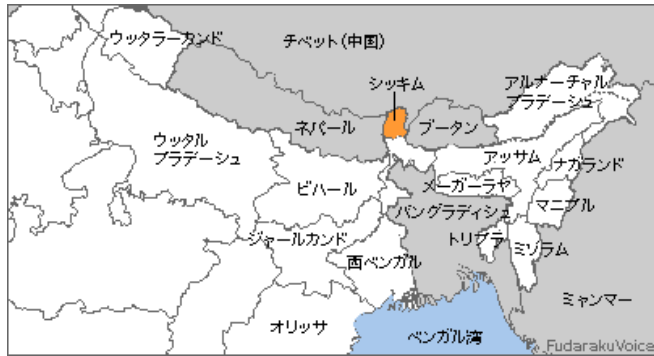 ウッタラーカンド
チベット(中国)
シッキム
アルナーチャル
プラデーシュ
ネパール
ブータン
ウッタル
プラデーシュ
アッサム
ナガランド
ビハール
メーガーラヤ
バングラディシュ
マニプル
ジャールカンド
トリプラ
ミゾラム
西ベンガル
ミャンマー
オリッサ
ベンガル湾
FudarakuVoice